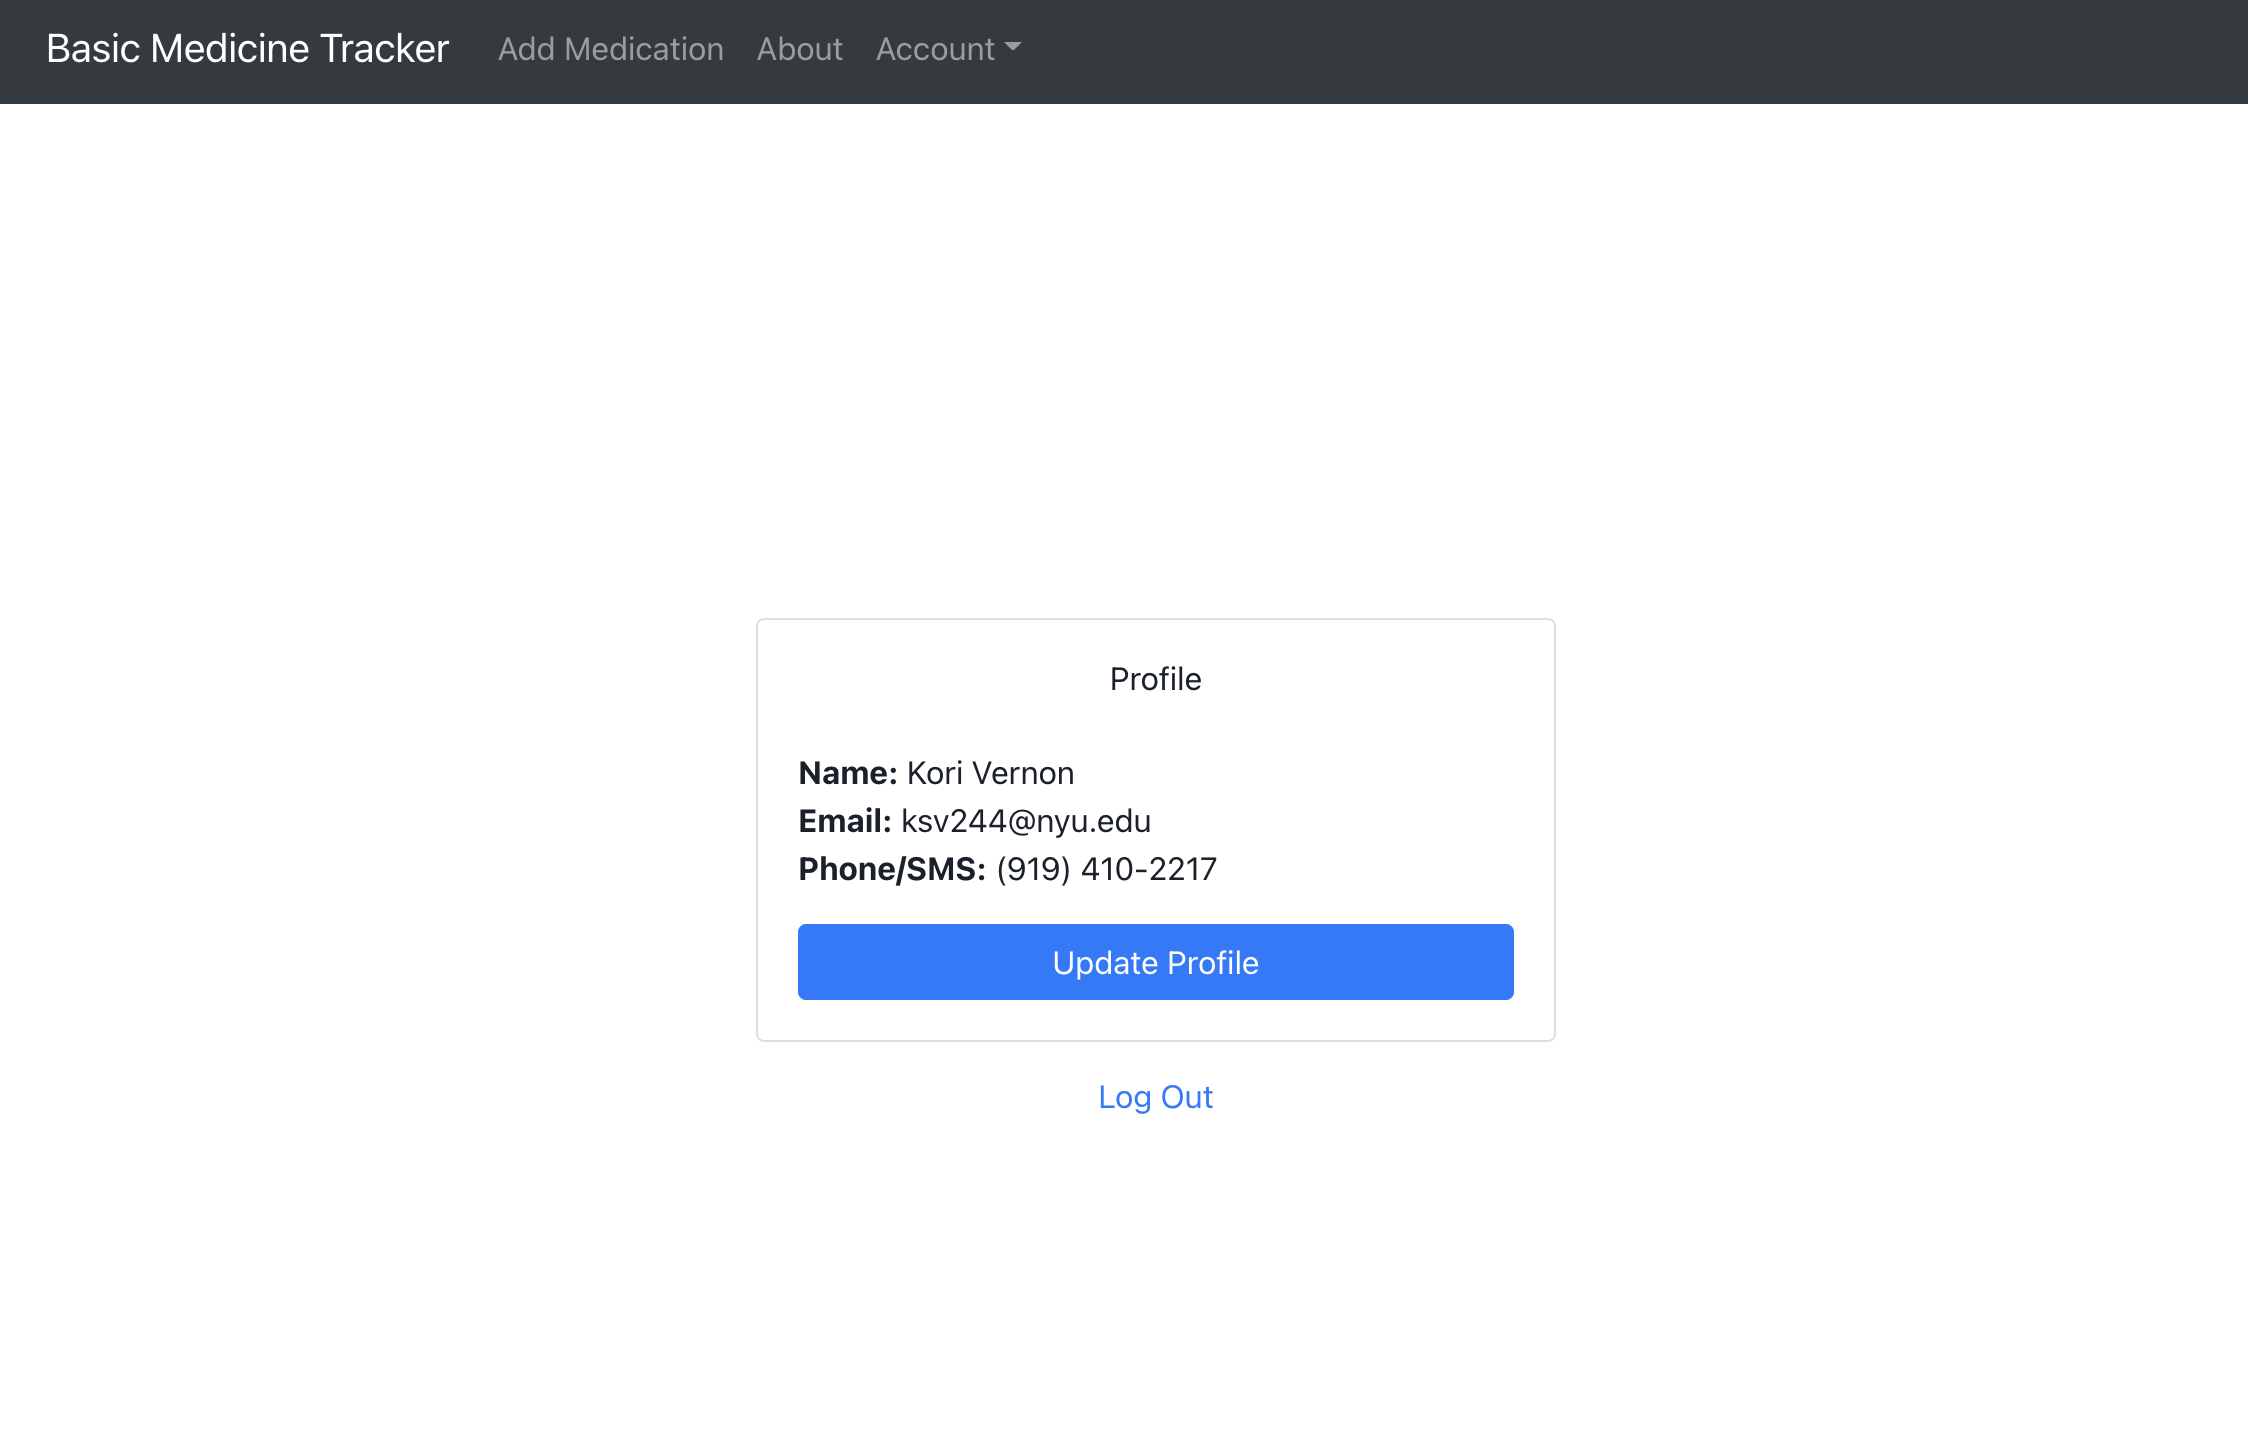 Basic Medicine Tracker Add Medication About Account
Profile
Name: Kori Vernon
Email: ksv244@nyu.edu
Phone/SMS: (919) 410-2217
Update Profile
Log Out